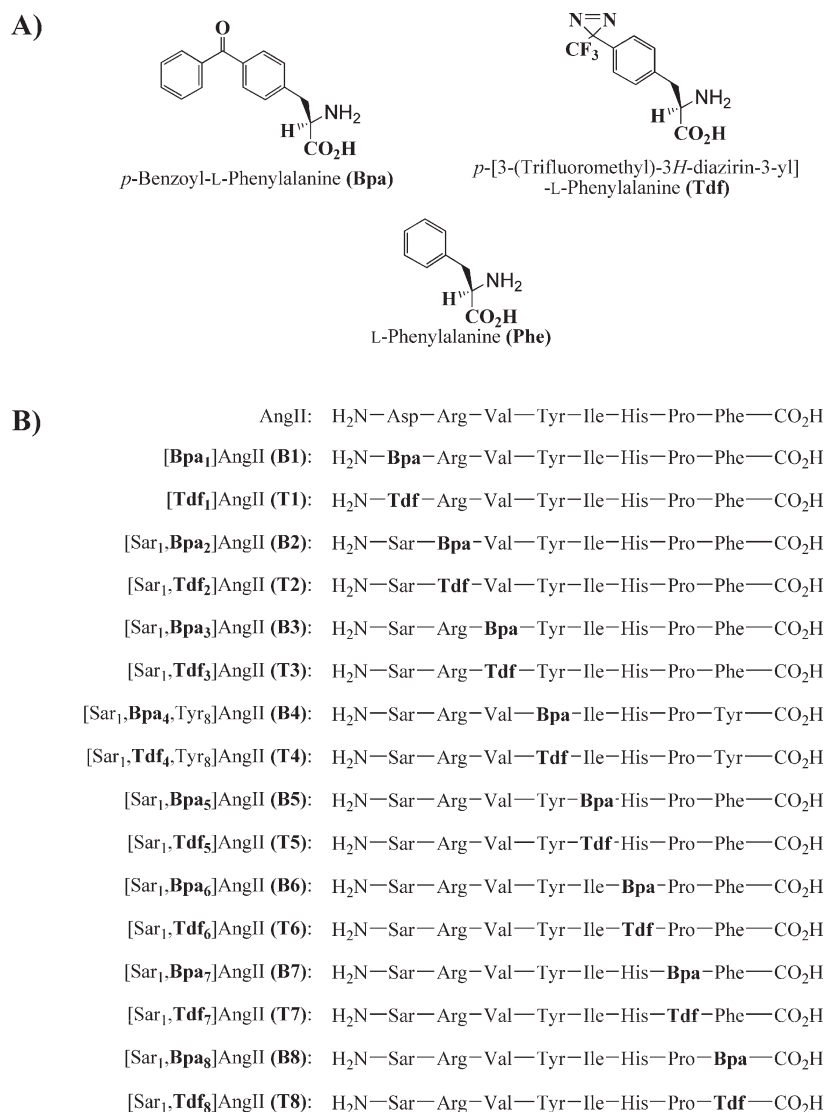 A)
O
NH2
H
CO2H
p-Benzoyl-L-Phenylalanine (Bpa)
N=N
CF3
NH2
H
CO2H
p-[3-(Trifluoromethyl)-3H-diazirin-3-yl]
-L-Phenylalanine (Tdf)
NH2
H
CO2H
L-Phenylalanine (Phe)
B)
AngII: H2N—Asp—Arg—Val—Tyr—Ile—His—Pro—Phe—CO2H
[Bpa1]AngII (B1): H2N—Bpa—Arg—Val—Tyr—Ile—His—Pro—Phe—CO2H
[Tdf1]AngII (T1): H2N—Tdf—Arg—Val—Tyr—Ile—His—Pro—Phe—CO2H
[Sar1,Bpa2]AngII (B2): H2N—Sar—Bpa—Val—Tyr—Ile—His—Pro—Phe—CO2H
[Sar1,Tdf2]AngII (T2): H2N—Sar—Tdf—Val—Tyr—Ile—His—Pro—Phe—CO2H
[Sar1,Bpa3]AngII (B3): H2N—Sar—Arg—Bpa—Tyr—Ile—His—Pro—Phe—CO2H
[Sar1,Tdf3]AngII (T3): H2N—Sar—Arg—Tdf—Tyr—Ile—His—Pro—Phe—CO2H
[Sar1,Bpa4,Tyr8]AngII (B4): H2N—Sar—Arg—Val—Bpa—Ile—His—Pro—Tyr—CO2H
[Sar1,Tdf4,Tyr8]AngII (T4): H2N—Sar—Arg—Val—Tdf—Ile—His—Pro—Tyr—CO2H
[Sar1,Bpa5]AngII (B5): H2N—Sar—Arg—Val—Tyr—Bpa—His—Pro—Phe—CO2H
[Sar1,Tdf5]AngII (T5): H2N—Sar—Arg—Val—Tyr—Tdf—His—Pro—Phe—CO2H
[Sar1,Bpa6]AngII (B6): H2N—Sar—Arg—Val—Tyr—Ile—Bpa—Pro—Phe—CO2H
[Sar1,Tdf6]AngII (T6): H2N—Sar—Arg—Val—Tyr—Ile—Tdf—Pro—Phe—CO2H
[Sar1,Bpa7]AngII (B7): H2N—Sar—Arg—Val—Tyr—Ile—His—Bpa—Phe—CO2H
[Sar1,Tdf7]AngII (T7): H2N—Sar—Arg—Val—Tyr—Ile—His—Tdf—Phe—CO2H
[Sar1,Bpa8]AngII (B8): H2N—Sar—Arg—Val—Tyr—Ile—His—Pro—Bpa—CO2H
[Sar1,Tdf8]AngII (T8): H2N—Sar—Arg—Val—Tyr—Ile—His—Pro—Tdf—CO2H